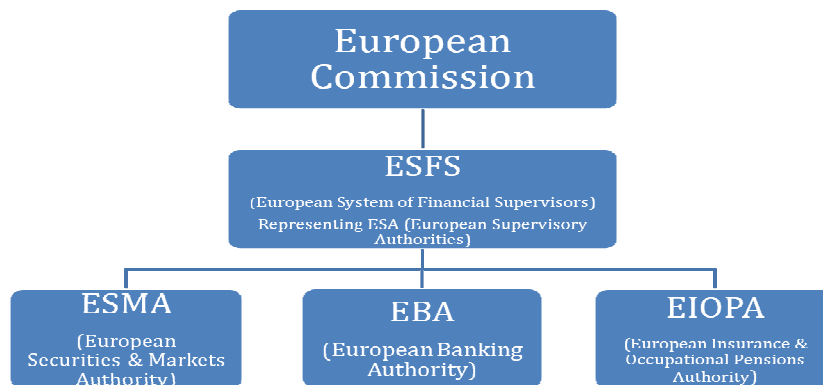 European
Commission
ESFS
(European System of Financial Supervisors)
Representing ESA (European Supervisory
Authorities)
ESMA
(European
Securities & Markets
Authority)
EBA
(European Banking
Authority)
EIOPA
(European Insurance &
Occupational Pensions
Authority)